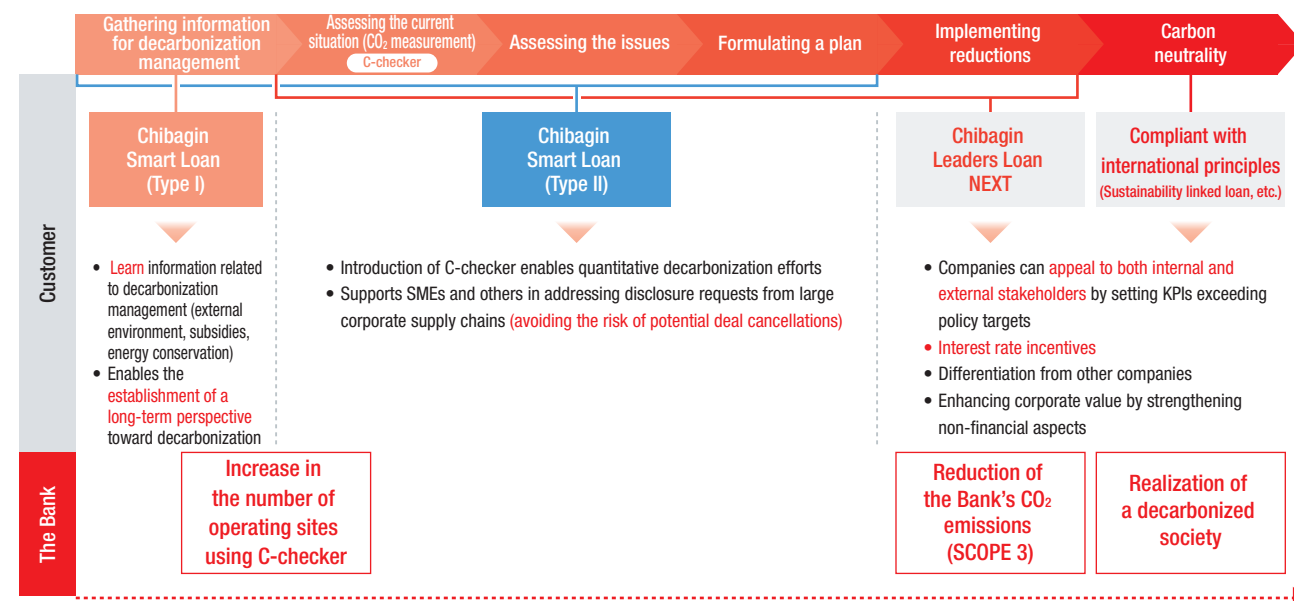 Gathering information
for decarbonization
management
Assessing the current
situation (CO₂ measurement)
C-checker
Assessing the issues
Formulating a plan
Implementing
reductions
Carbon
neutrality
Customer
Chibagin
Smart Loan
(Type I)
Chibagin
Smart Loan
(Type II)
Chibagin
Leaders Loan
NEXT
Compliant with
international principles
(Sustainability linked loan, etc.)
• Learn information related
to decarbonization
management (external
environment, subsidies,
energy conservation)
• Enables the
establishment of a
long-term perspective
toward decarbonization
• Introduction of C-checker enables quantitative decarbonization efforts
• Supports SMEs and others in addressing disclosure requests from large
corporate supply chains (avoiding the risk of potential deal cancellations)
• Companies can appeal to both internal and
external stakeholders by setting KPIs exceeding
policy targets
• Interest rate incentives
• Differentiation from other companies
• Enhancing corporate value by strengthening
non-financial aspects
The Bank
Increase in
the number of
operating sites
using C-checker
Reduction of
the Bank's CO₂
emissions
(SCOPE 3)
Realization of
a decarbonized
society